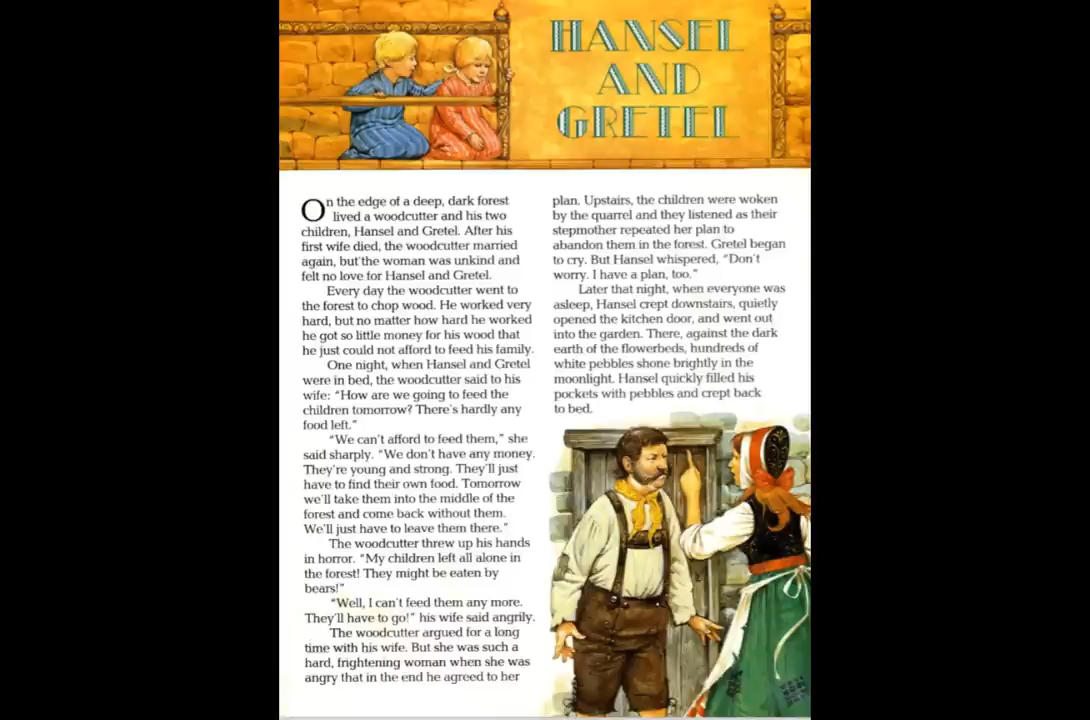 HANSEL
AND
GRETEL
On the edge of a deep, dark forest
lived a woodcutter and his two
children, Hansel and Gretel. After his
first wife died, the woodcutter married
again, but the woman was unkind and
felt no love for Hansel and Gretel.
Every day the woodcutter went to
the forest to chop wood. He worked very
hard, but no matter how hard he worked
he got so little money for his wood that
he just could not afford to feed his family.
One night, when Hansel and Gretel
were in bed, the woodcutter said to his
wife: “How are we going to feed the
children tomorrow? There's hardly any
food left.”
“We can't afford to feed them,” she
said sharply. “We don't have any money.
They're young and strong. They'll just
have to find their own food. Tomorrow
we'll take them into the middle of the
forest and come back without them.
We'll just have to leave them there.”
The woodcutter threw up his hands
in horror. “My children left all alone in
the forest! They might be eaten by
bears!”
“Well, I can't feed them any more.
They'll have to go!” his wife said angrily.
The woodcutter argued for a long
time with his wife. But she was such a
hard, frightening woman when she was
angry that in the end he agreed to her
plan. Upstairs, the children were woken
by the quarrel and they listened as their
stepmother repeated her plan to
abandon them in the forest. Gretel began
to cry. But Hansel whispered, “Don't
worry. I have a plan, too.”
Later that night, when everyone was
asleep, Hansel crept downstairs, quietly
opened the kitchen door, and went out
into the garden. There, against the dark
earth of the flowerbeds, hundreds of
white pebbles shone brightly in the
moonlight. Hansel quickly filled his
pockets with pebbles and crept back
to bed.